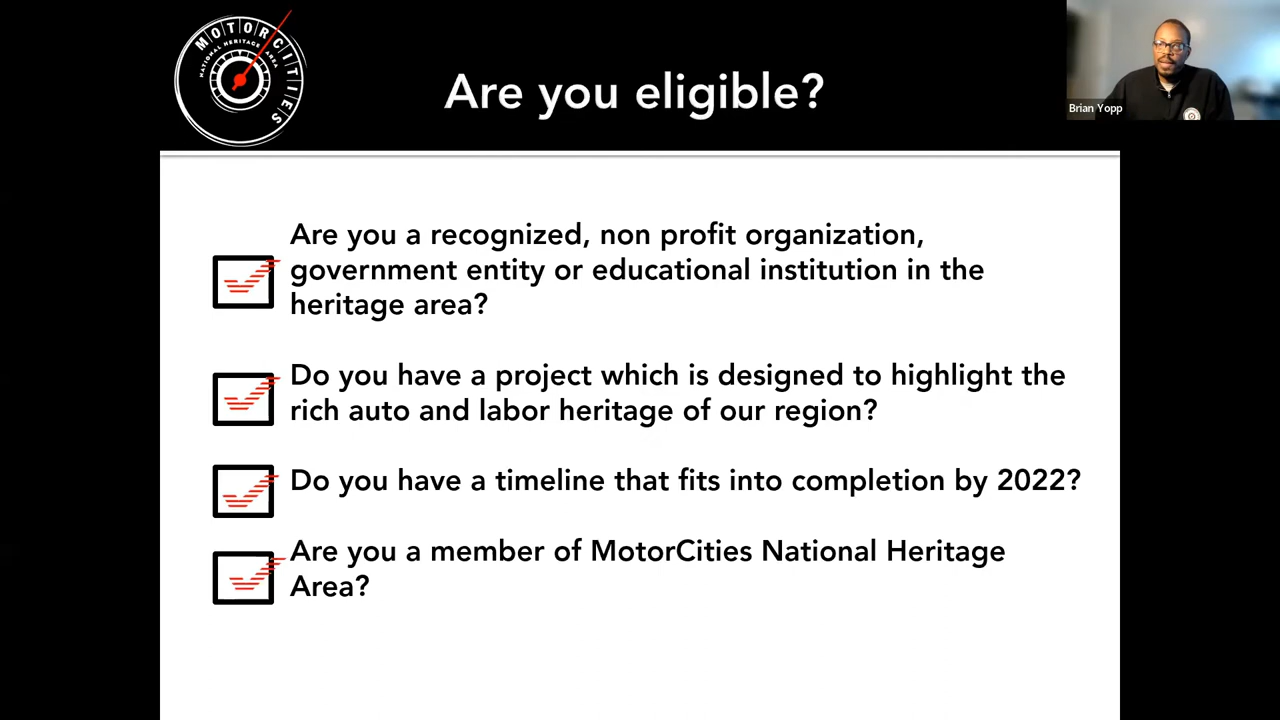 MOTORCITIES
NATIONAL HERITAGE AREA
Are you eligible?
Brian Yopp
Are you a recognized, non profit organization,
government entity or educational institution in the
heritage area?
Do you have a project which is designed to highlight the
rich auto and labor heritage of our region?
Do you have a timeline that fits into completion by 2022?
Are you a member of MotorCities National Heritage
Area?